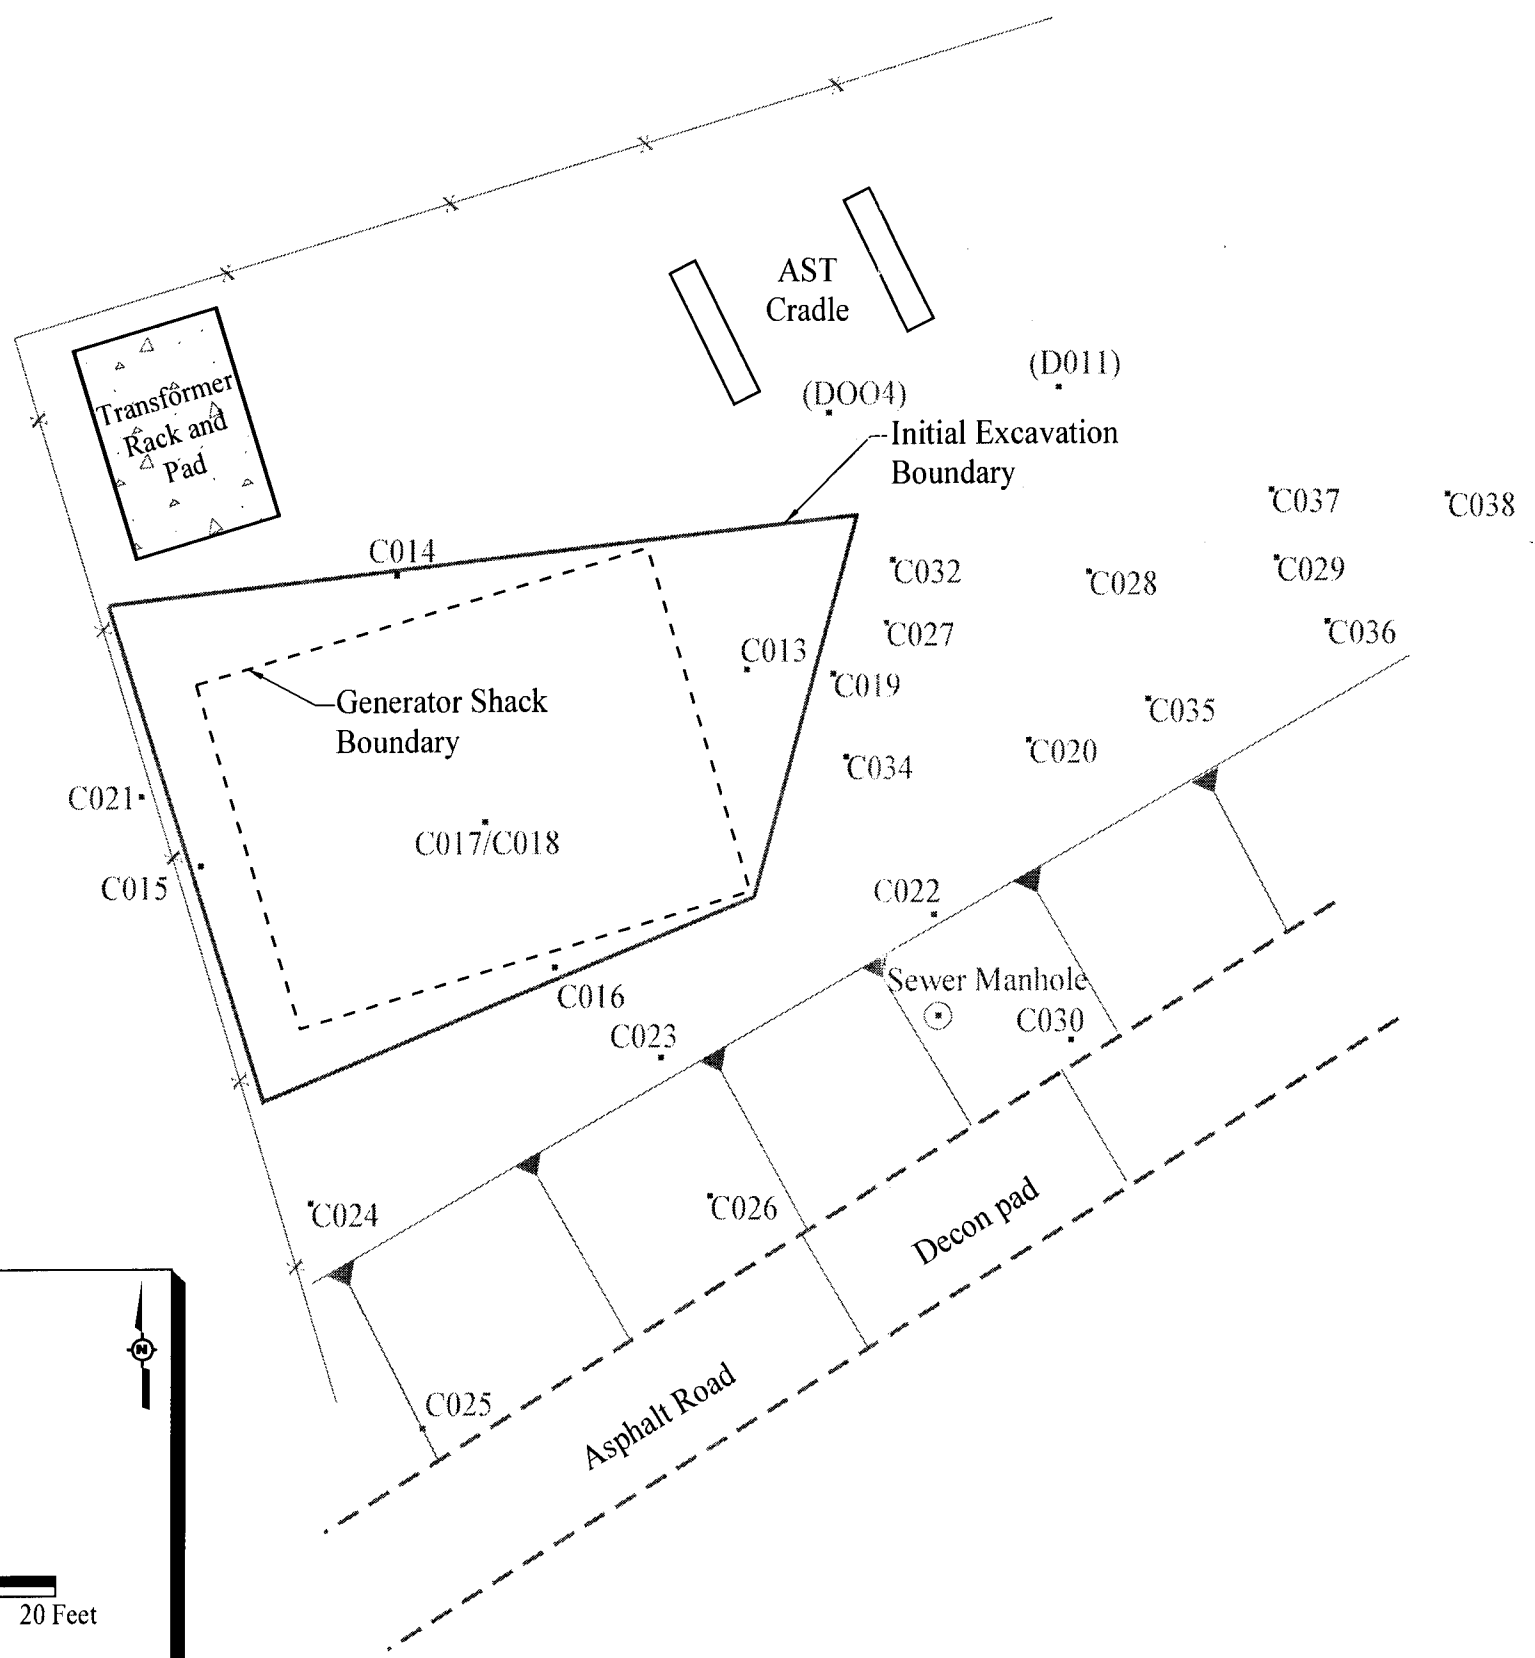 AST
Cradle
(D011)
(DOO4)
Initial Excavation
Boundary
Transformer
Rack and
Pad
C037
C038
C014
C032
C028
C029
C027
C036
C013
C019
Generator Shack
Boundary
C035
C020
C034
C021
C017/C018
C015
C022
Sewer Manhole
C016
C030
C023
C024
C026
Decon pad
N
C025
Asphalt Road
20 Feet